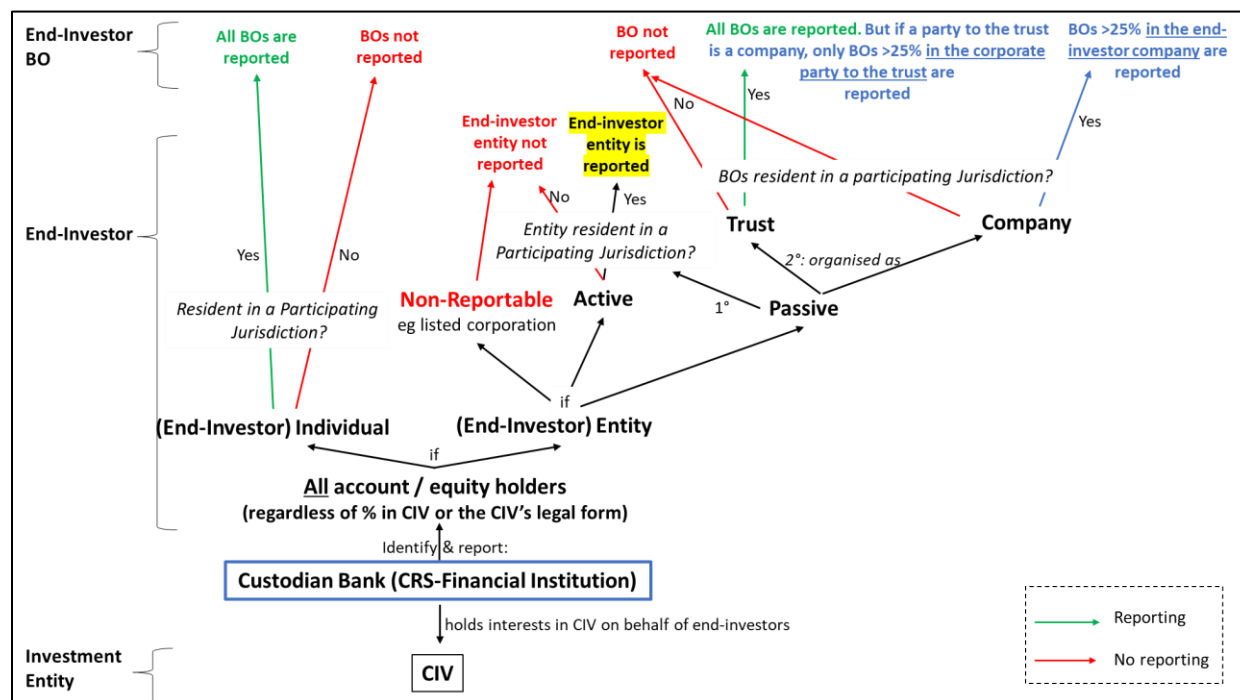 End-Investor
BO
All BOs are
reported
BOs not
reported
BO not
reported
All BOs are reported. But if a party to the trust
is a company, only BOs >25% in the corporate
party to the trust are
reported
BOs >25% in the end-
investor company are
reported
No
Yes
Yes
End-investor
entity not
reported
End-investor
entity is
reported
BOs resident in a participating Jurisdiction?
No
Yes
End-Investor
Entity resident in a
Participating Jurisdiction?
Trust
Company
Yes
No
2°: organised as
Resident in a Participating
Jurisdiction?
Non-Reportable
eg listed corporation
Active
1°
Passive
if
(End-Investor) Individual
(End-Investor) Entity
if
All account / equity holders
(regardless of % in CIV or the CIV's legal form)
Identify & report:
Custodian Bank (CRS-Financial Institution)
holds interests in CIV on behalf of end-investors
Investment
Entity
CIV
Reporting
No reporting